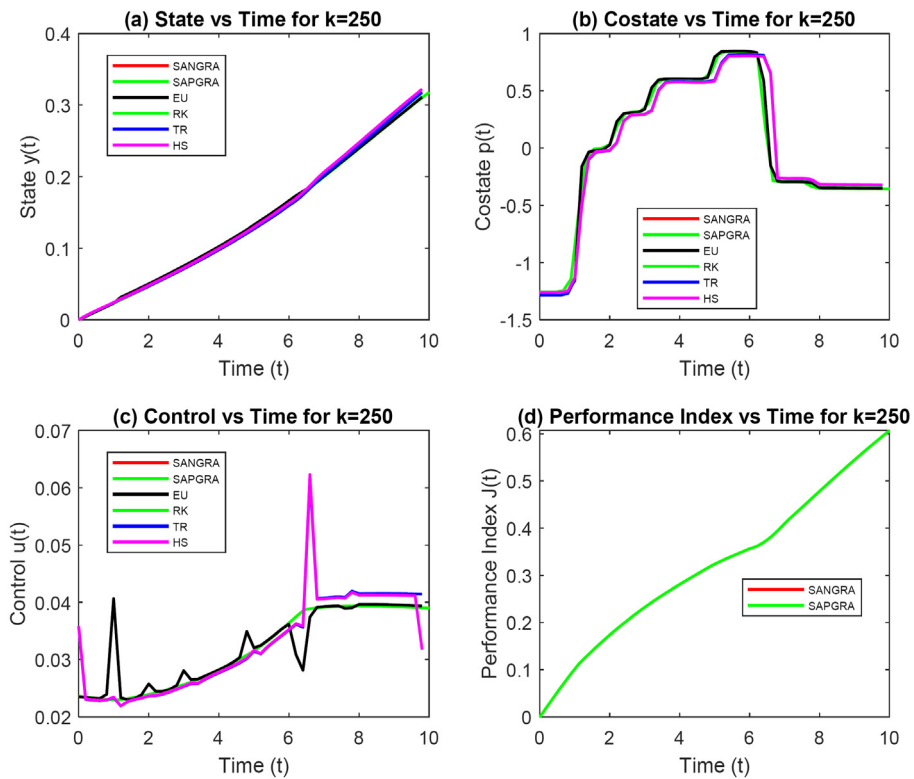 (a) State vs Time for k=250
0.4
0.3
0.2
0.1
0
State y(t)
SANGRA
SAPGRA
EU
RK
TR
HS
0 2 4 6 8 10
Time (t)
(b) Costate vs Time for k=250
1
0.5
0
-0.5
-1
-1.5
Costate p(t)
SANGRA
SAPGRA
EU
RK
TR
HS
0 2 4 6 8 10
Time (t)
(c) Control vs Time for k=250
0.07
0.06
0.05
0.04
0.03
0.02
Control u(t)
SANGRA
SAPGRA
EU
RK
TR
HS
0 2 4 6 8 10
Time (t)
(d) Performance Index vs Time for k=250
0.6
0.5
0.4
0.3
0.2
0.1
0
Performance Index J(t)
SANGRA
SAPGRA
0 2 4 6 8 10
Time (t)